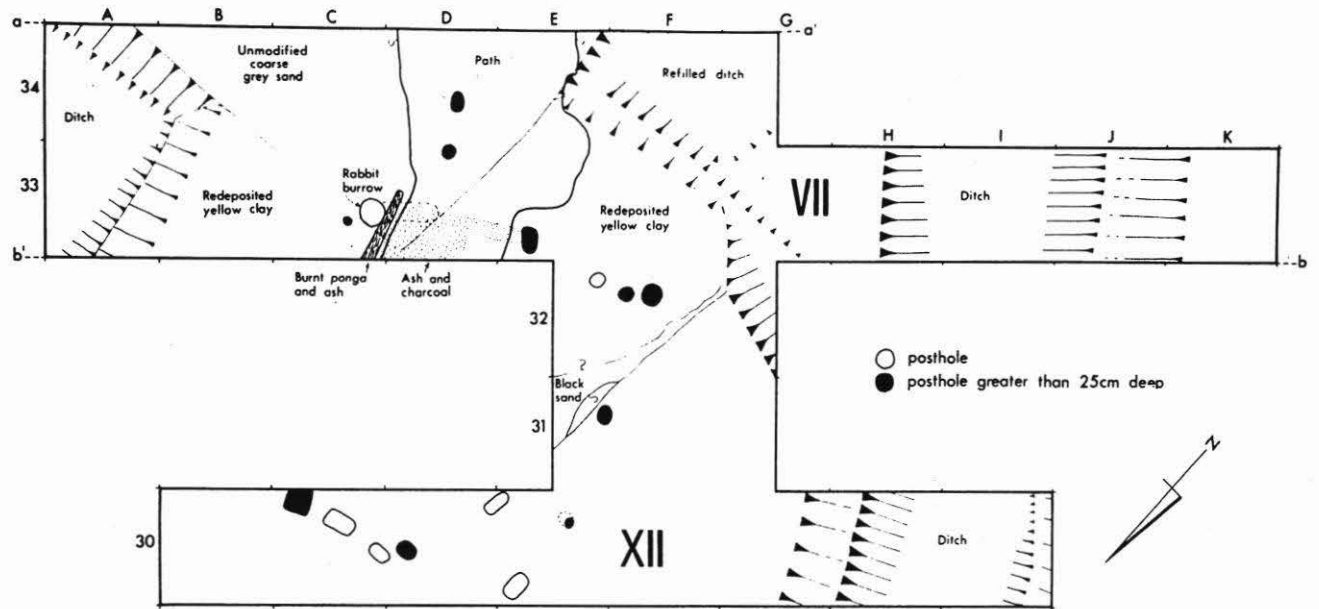 A B C D E F G
a
a'
Unmodified
coarse
grey sand
Path
Refilled ditch
34
Ditch
H I J K
33
Rabbit
burrow
Redeposited
yellow clay
Redeposited
yellow clay
VII
Ditch
b'
b
Burnt ponga
and ash
Ash and
charcoal
32
?
Black
sand
S
31
posthole
posthole greater than 25cm deep
N
30
XII
Ditch